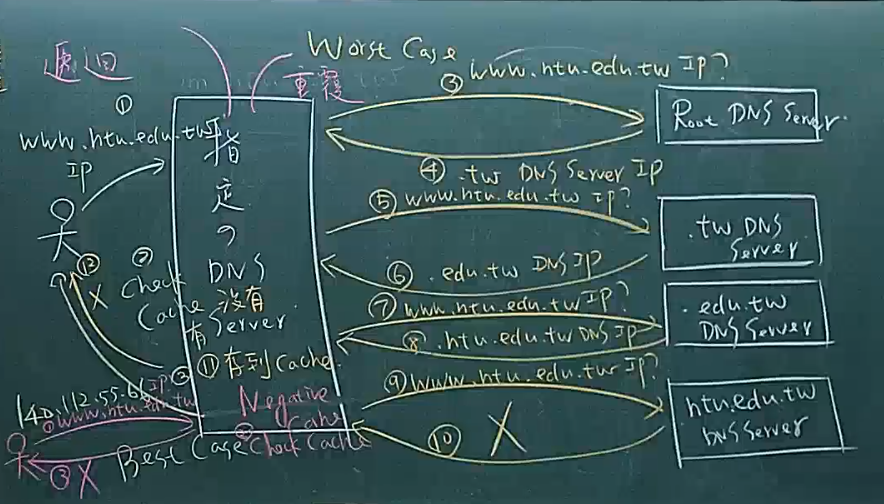 遞迴
Worst Case
重覆
①
www.htu.edu.tw
IP
指定の
DNS
Server
② Check
Cache
沒有
有
③ www.htu.edu.tw IP?
Root DNS Server
④ .tw DNS Server IP
⑤ www.htu.edu.tw IP?
.tw DNS
Server
⑥ .edu.tw DNS IP
⑦ www.htu.edu.tw IP?
.edu.tw
DNS Server
⑧ .htu.edu.tw DNS IP
⑨ www.htu.edu.tw IP?
htu.edu.tw
DNS Server
⑩ X
⑪ 存到 Cache
⑫
X
③
140.112.55.61 IP
www.htu.edu.tw
Negative
Cache
Best Case
② Check Cache
③ X